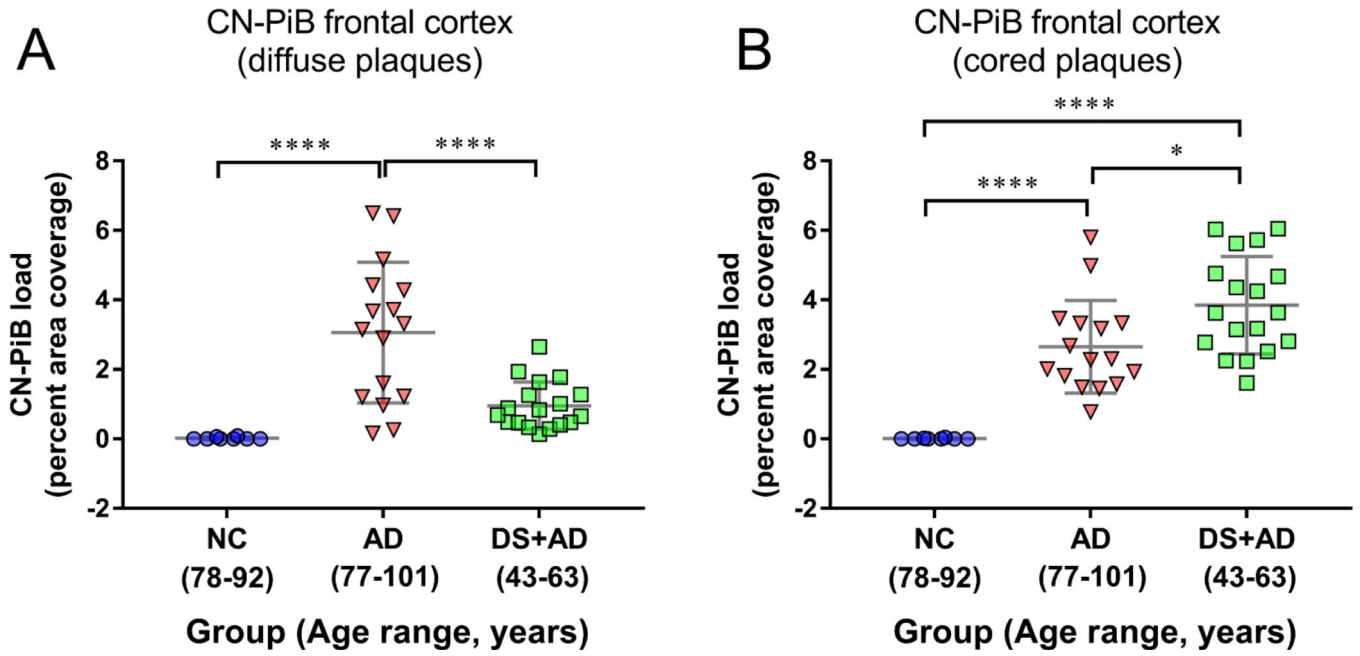 A
CN-PiB frontal cortex
(diffuse plaques)
****
****
8
6
4
2
0
-2
CN-PiB load
(percent area coverage)
NC
AD
DS+AD
(78-92)
(77-101)
(43-63)
Group (Age range, years)
B
CN-PiB frontal cortex
(cored plaques)
****
*
****
8
6
4
2
0
-2
CN-PiB load
(percent area coverage)
NC
AD
DS+AD
(78-92)
(77-101)
(43-63)
Group (Age range, years)